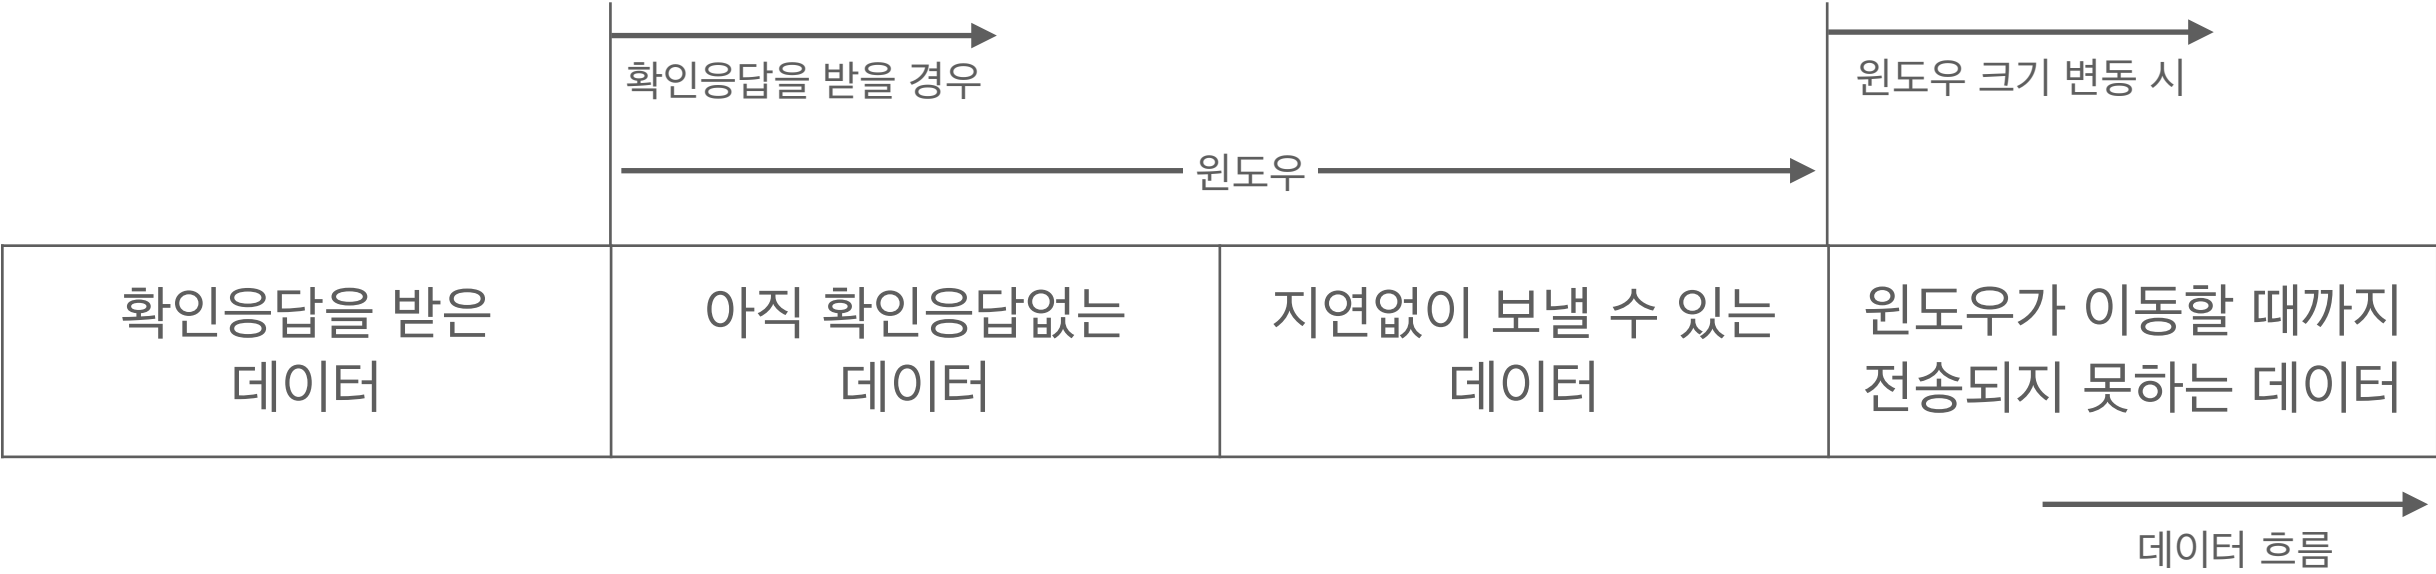 확인응답을 받을 경우
윈도우 크기 변동 시
윈도우
확인응답을 받은
데이터
아직 확인응답없는
데이터
지연없이 보낼 수 있는
데이터
윈도우가 이동할 때까지
전송되지 못하는 데이터
데이터 흐름